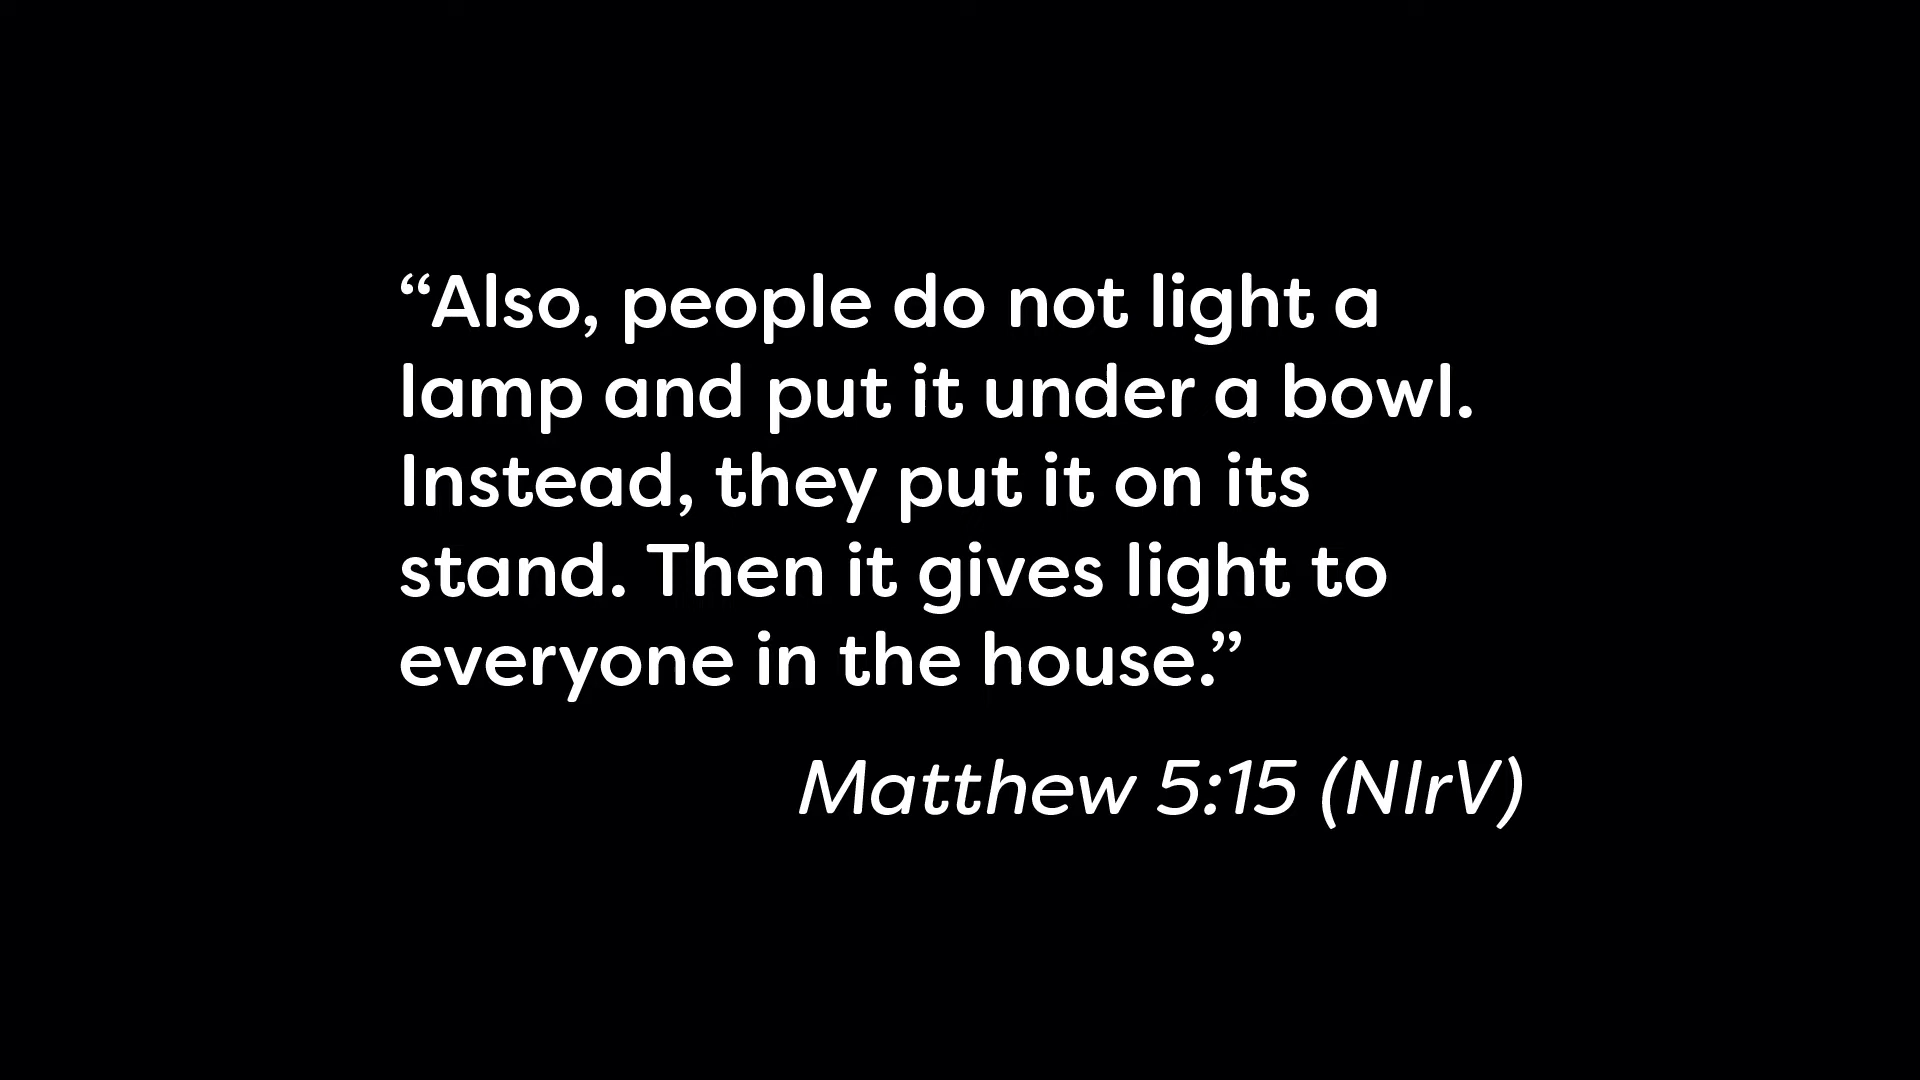 “Also, people do not light a
lamp and put it under a bowl.
Instead, they put it on its
stand. Then it gives light to
everyone in the house.”
Matthew 5:15 (NIrV)